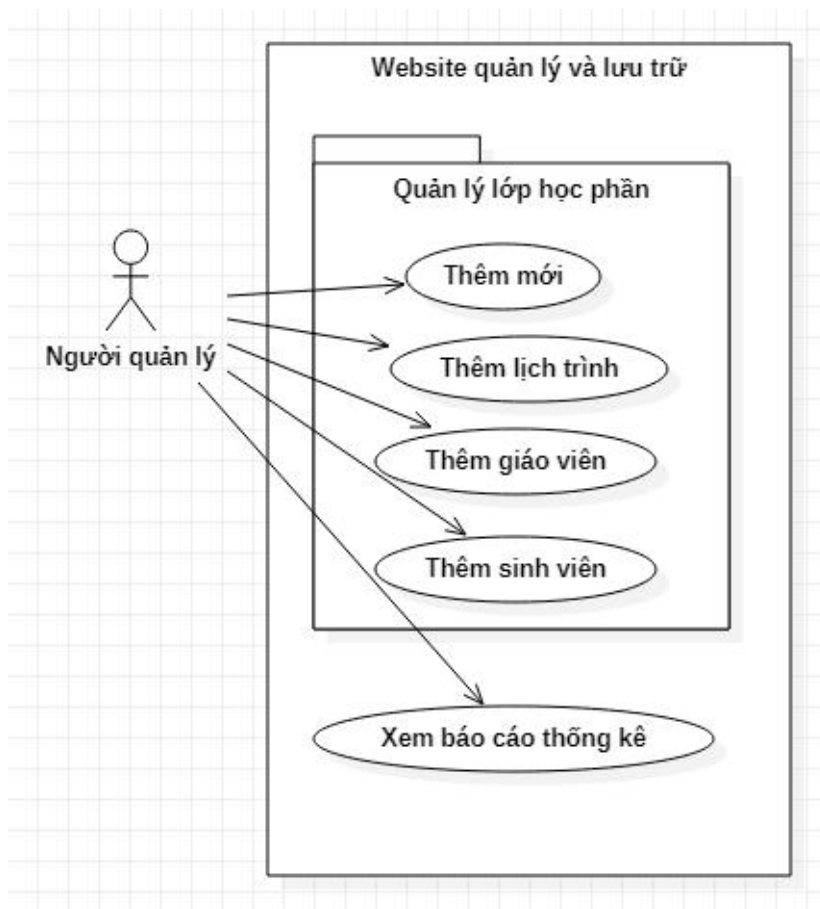 Website quản lý và lưu trữ
Quản lý lớp học phần
Thêm mới
Thêm lịch trình
Người quản lý
Thêm giáo viên
Thêm sinh viên
Xem báo cáo thống kê